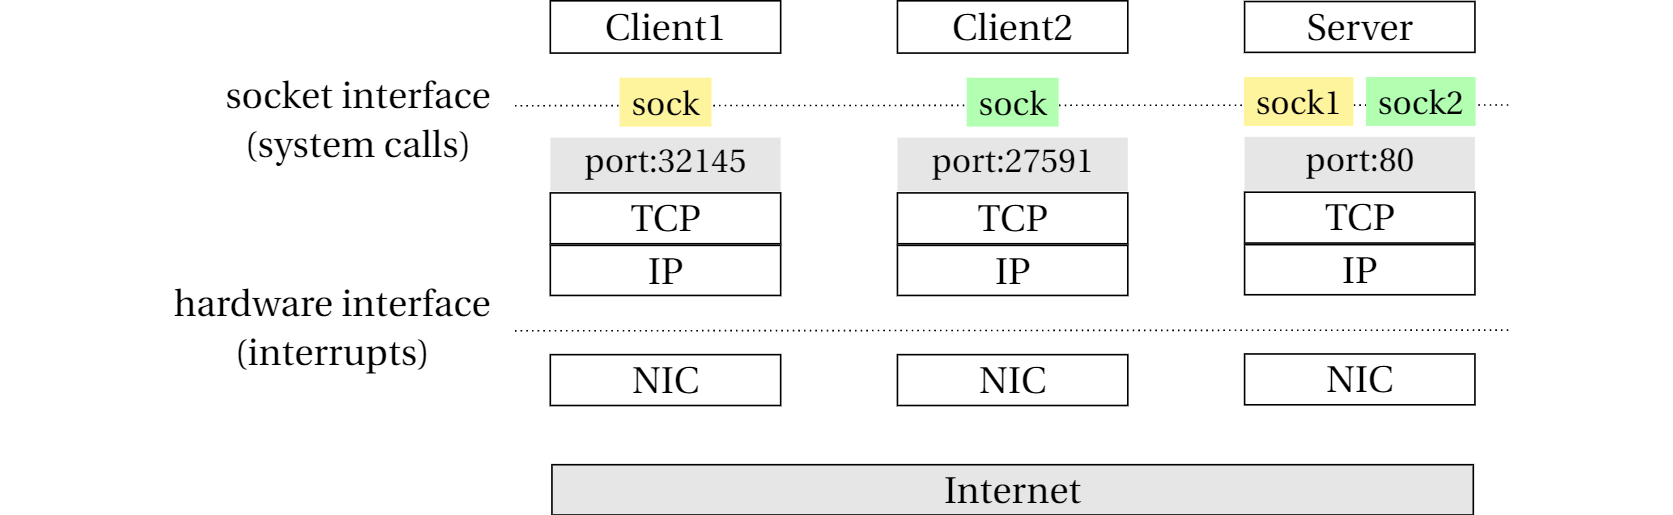 Client1 Client2 Server
socket interface
(system calls)
sock sock sock1 sock2
port:32145 port:27591 port:80
TCP TCP TCP
IP IP IP
hardware interface
(interrupts)
NIC NIC NIC
Internet